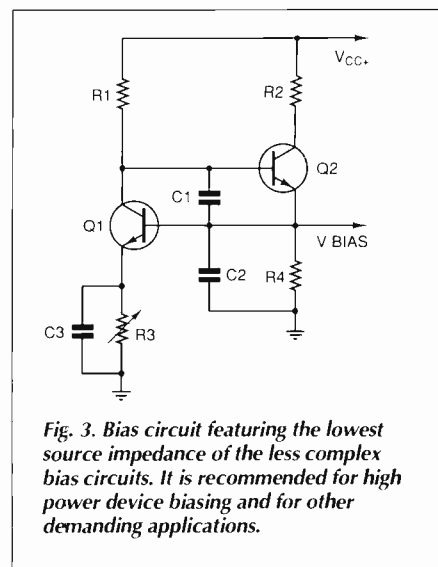 VCC+
R1
R2
Q2
C1
Q1
V BIAS
C2
R4
C3
R3
Fig. 3. Bias circuit featuring the lowest
source impedance of the less complex
bias circuits. It is recommended for high
power device biasing and for other
demanding applications.